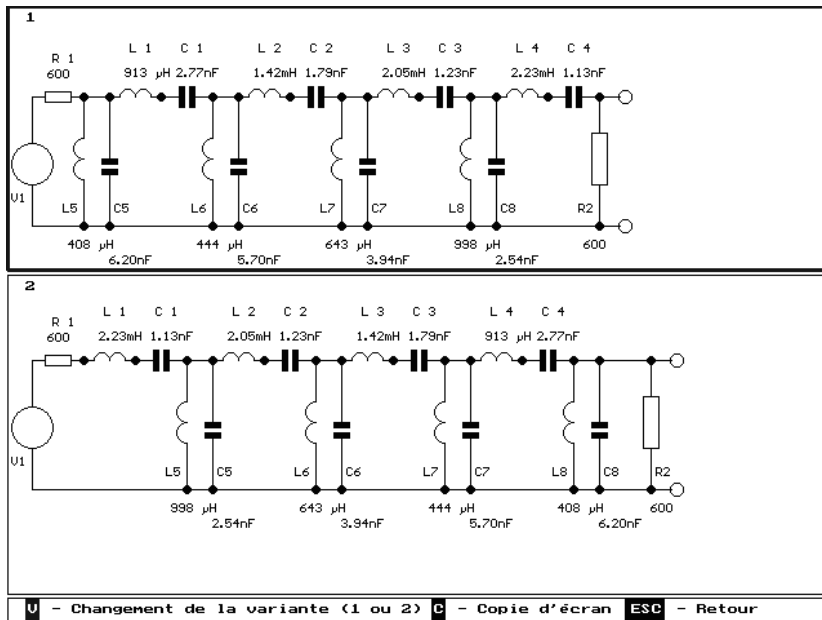 1
L 1 C 1 L 2 C 2 L 3 C 3 L 4 C 4
R 1
600 913 µH 2.77nF 1.42mH 1.79nF 2.05mH 1.23nF 2.23mH 1.13nF
V1
L5 C5 L6 C6 L7 C7 L8 C8 R2
408 µH 444 µH 643 µH 998 µH 600
6.20nF 5.70nF 3.94nF 2.54nF
2
L 1 C 1 L 2 C 2 L 3 C 3 L 4 C 4
R 1
600 2.23mH 1.13nF 2.05mH 1.23nF 1.42mH 1.79nF 913 µH 2.77nF
V1
L5 C5 L6 C6 L7 C7 L8 C8 R2
998 µH 643 µH 444 µH 408 µH 600
2.54nF 3.94nF 5.70nF 6.20nF
V - Changement de la variante (1 ou 2) C - Copie d'écran ESC - Retour